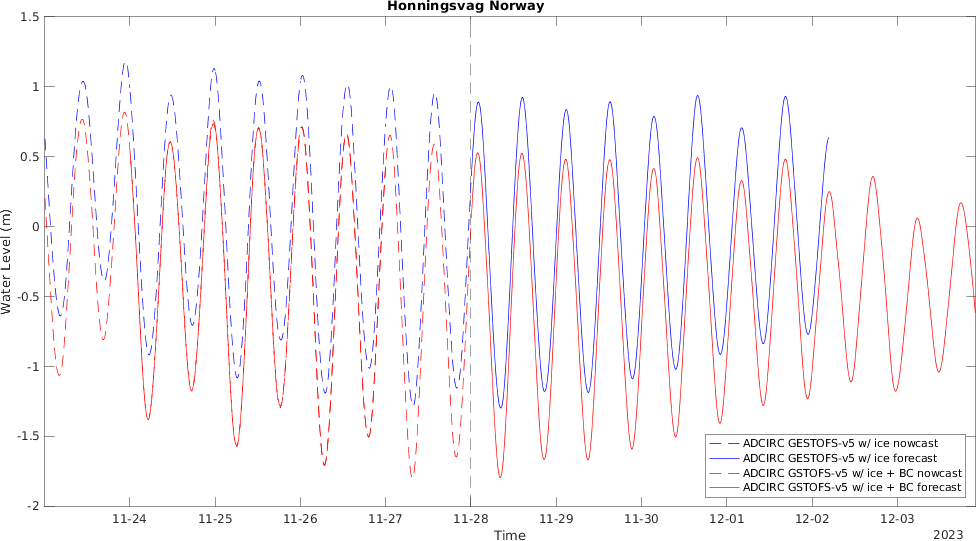 Honningsvag Norway
1.5
1
0.5
0
-0.5
-1
-1.5
-2
Water Level (m)
ADCIRC GESTOFS-v5 w/ ice nowcast
ADCIRC GESTOFS-v5 w/ ice forecast
ADCIRC GSTOFS-v5 w/ ice + BC nowcast
ADCIRC GSTOFS-v5 w/ ice + BC forecast
11-24 11-25 11-26 11-27 11-28 11-29 11-30 12-01 12-02 12-03
Time
2023